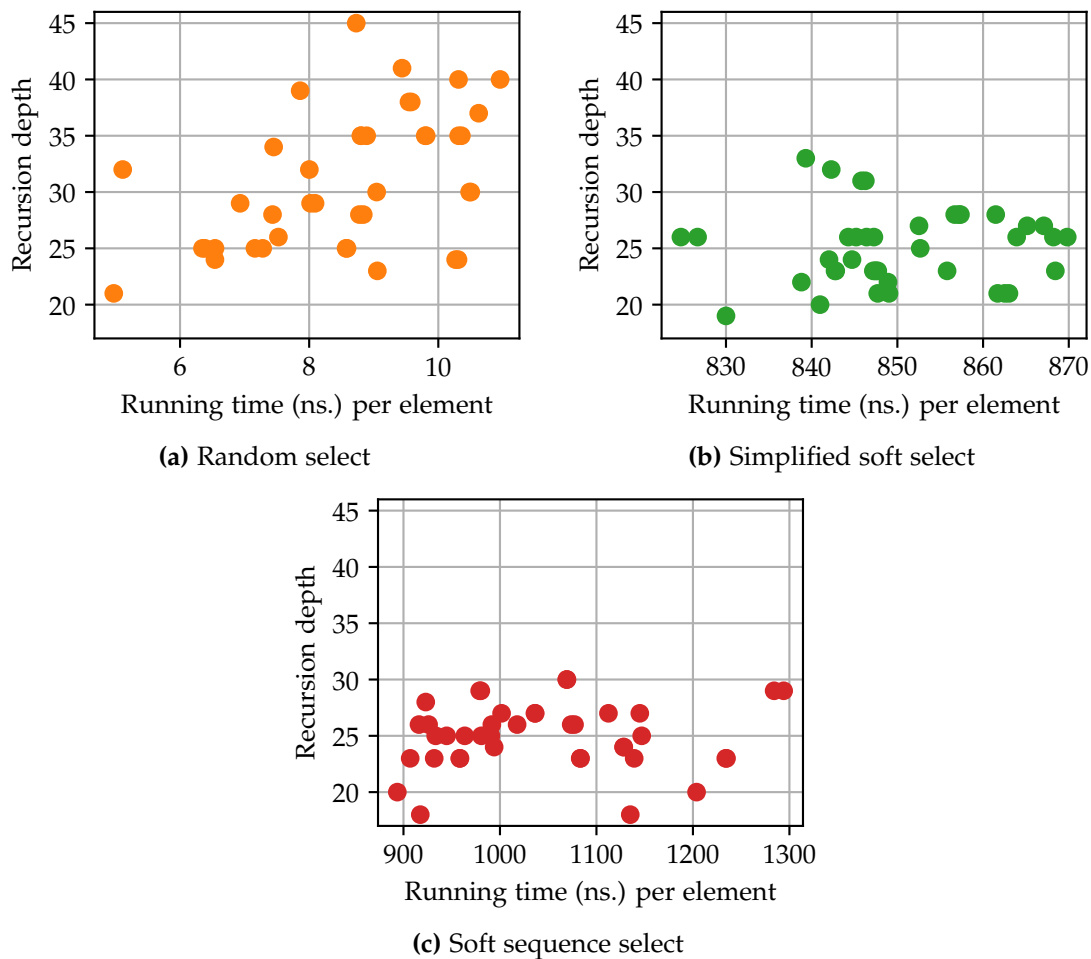 45
40
35
30
25
20
Recursion depth
6 8 10
Running time (ns.) per element
(a) Random select
45
40
35
30
25
20
Recursion depth
830 840 850 860 870
Running time (ns.) per element
(b) Simplified soft select
45
40
35
30
25
20
Recursion depth
900 1000 1100 1200 1300
Running time (ns.) per element
(c) Soft sequence select